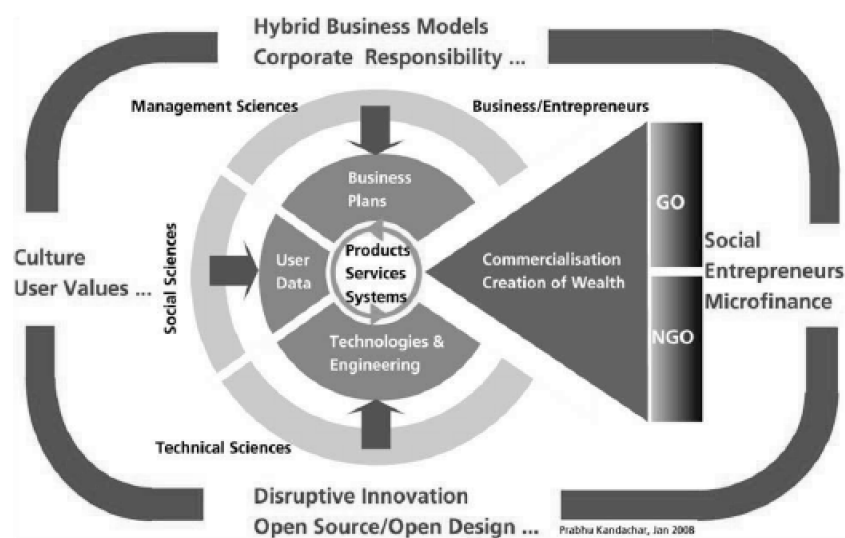 Hybrid Business Models
Corporate Responsibility ...
Management Sciences
Business/Entrepreneurs
Business
Plans
GO
Culture
User Values ...
Social Sciences
User
Data
Products
Services
Systems
Commercialisation
Creation of Wealth
Social
Entrepreneurs
Microfinance
NGO
Technologies &
Engineering
Technical Sciences
Disruptive Innovation
Open Source/Open Design ...
Prabhu Kandachar, Jan 2008